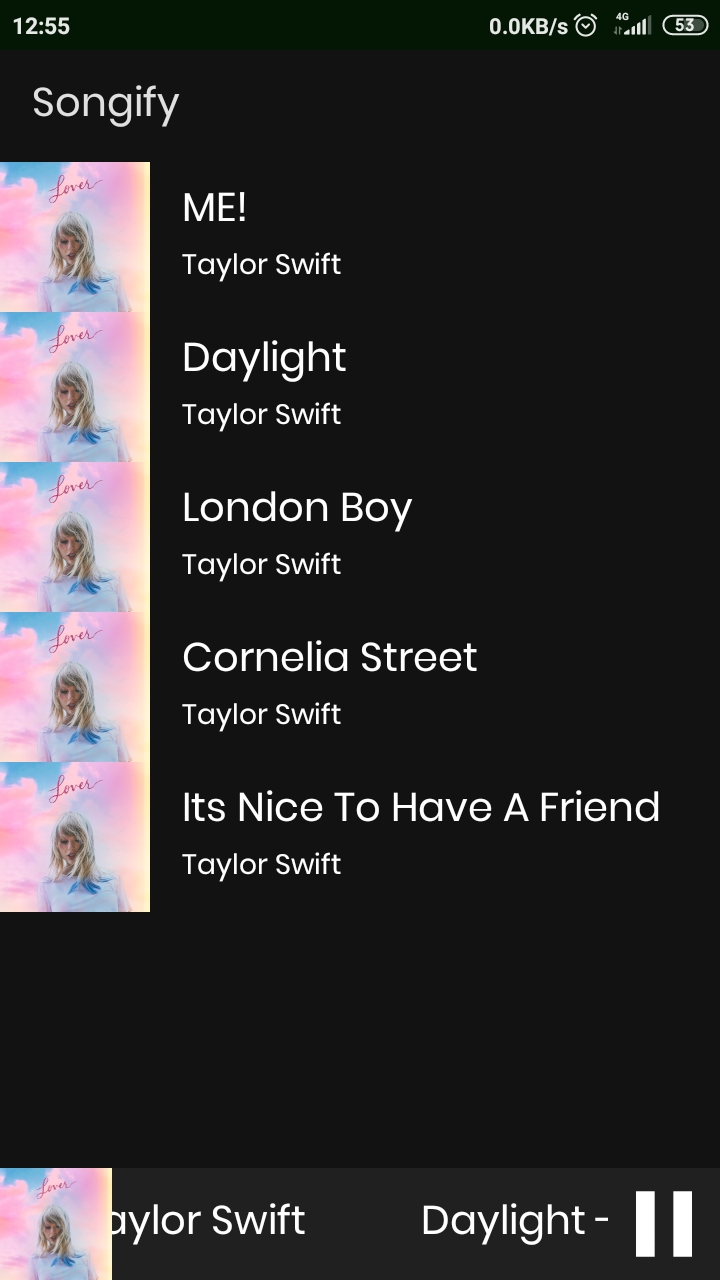 12:55 0.0KB/s 4G 53
Songify
Lover
ME!
Taylor Swift
Lover
Daylight
Taylor Swift
Lover
London Boy
Taylor Swift
Lover
Cornelia Street
Taylor Swift
Lover
Its Nice To Have A Friend
Taylor Swift
Lover
aylor Swift Daylight -